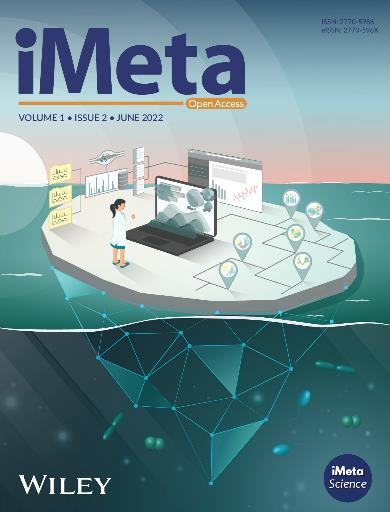 ISSN: 2770-5986
eISSN: 2770-596X
iMeta
Open Access
VOLUME 1 • ISSUE 2 • JUNE 2022
WILEY
iMeta
Science